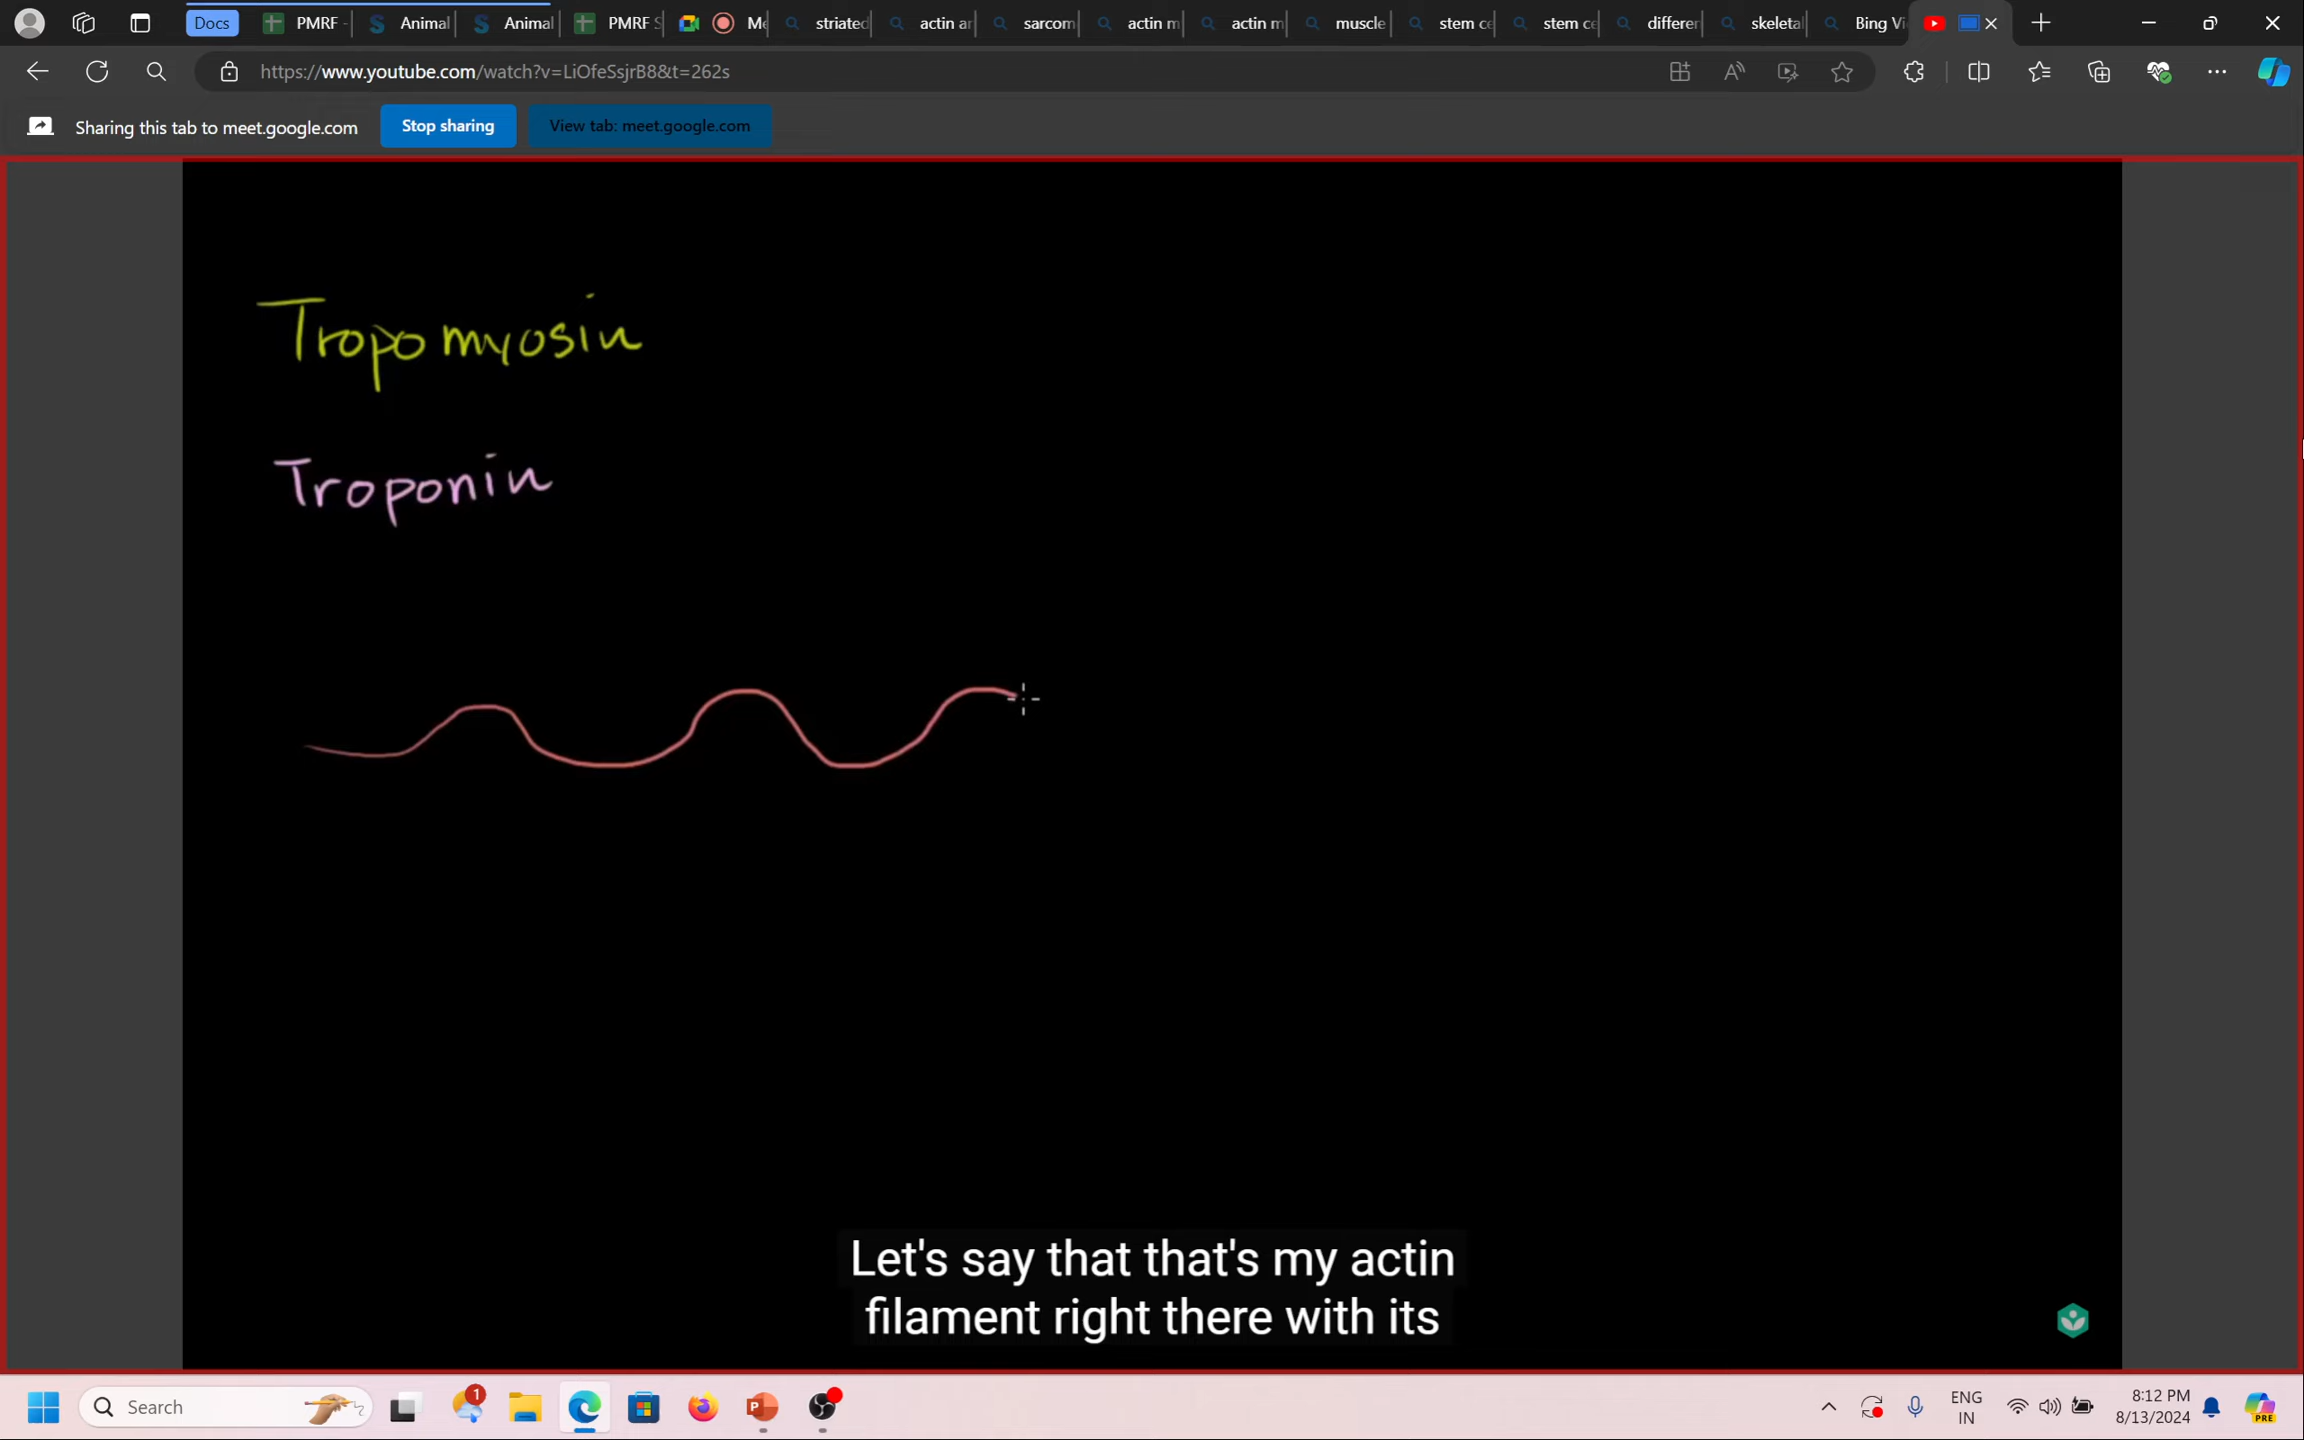 Docs PMRF - Animal Animal PMRF S Me striated actin ar sarcom actin m actin m muscle stem ce stem ce differen skeletal Bing Vi
https://www.youtube.com/watch?v=LiOfeSsjrB8&t=262s
Sharing this tab to meet.google.com Stop sharing View tab: meet.google.com
Tropomyosin
Troponin
Let's say that that's my actin
filament right there with its
Search
1
P
ENG
IN
8:12 PM
8/13/2024
PRE